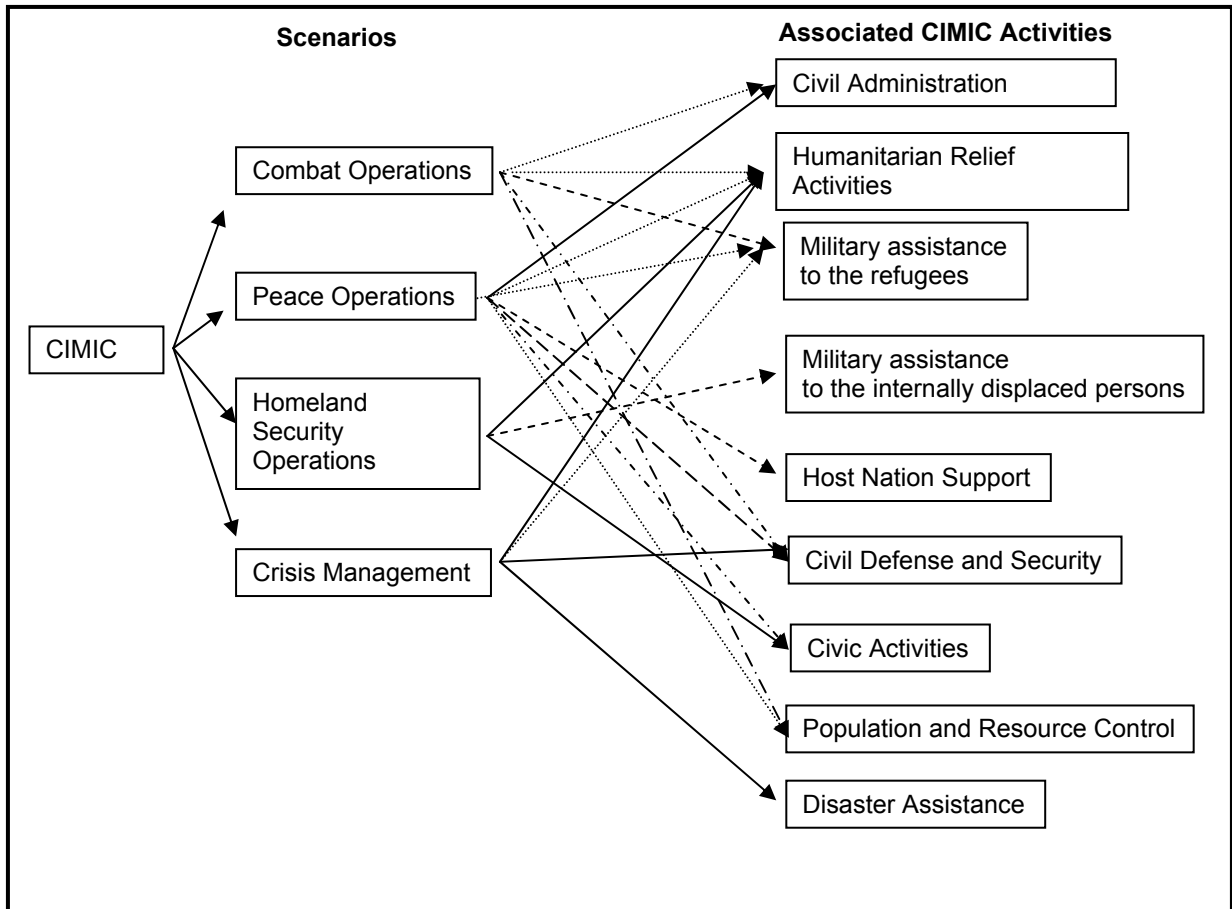 Scenarios
Associated CIMIC Activities
CIMIC
Combat Operations
Peace Operations
Homeland
Security
Operations
Crisis Management
Civil Administration
Humanitarian Relief
Activities
Military assistance
to the refugees
Military assistance
to the internally displaced persons
Host Nation Support
Civil Defense and Security
Civic Activities
Population and Resource Control
Disaster Assistance